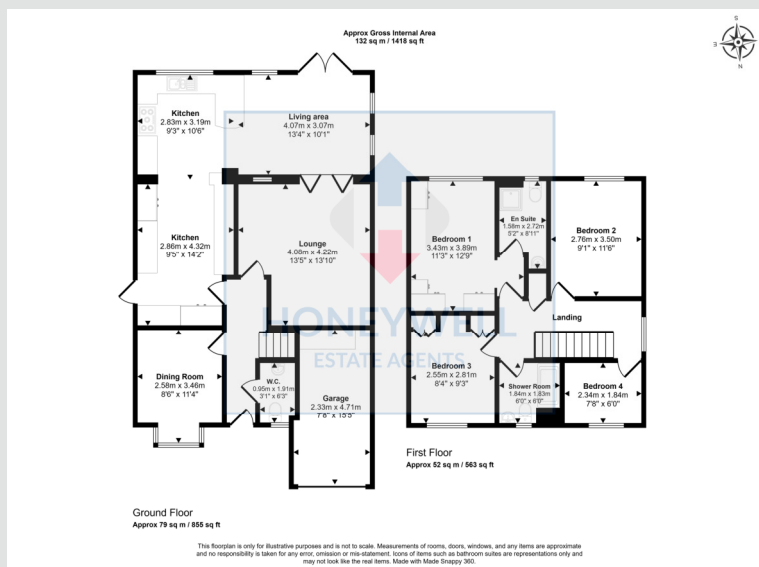 Approx Gross Internal Area
132 sq m / 1418 sq ft
S
E
N
Kitchen
2.83m x 3.19m
9'3" x 10'6"
Living area
4.07m x 3.07m
13'4" x 10'1"
Kitchen
2.86m x 4.32m
9'5" x 14'2"
Lounge
4.08m x 4.22m
13'5" x 13'10"
Bedroom 1
3.43m x 3.89m
11'3" x 12'9"
En Suite
1.58m x 2.72m
5'2" x 8'11"
Bedroom 2
2.76m x 3.50m
9'1" x 11'6"
Landing
HONEYWELL
ESTATE AGENTS
Dining Room
2.58m x 3.46m
8'6" x 11'4"
W.C.
0.95m x 1.91m
3'1" x 6'3"
Garage
2.33m x 4.71m
7'8" x 15'5"
Bedroom 3
2.55m x 2.81m
8'4" x 9'3"
Shower Room
1.84m x 1.83m
6'0" x 6'0"
Bedroom 4
2.34m x 1.84m
7'8" x 6'0"
First Floor
Approx 52 sq m / 563 sq ft
Ground Floor
Approx 79 sq m / 855 sq ft
This floorplan is only for illustrative purposes and is not to scale. Measurements of rooms, doors, windows, and any items are approximate
and no responsibility is taken for any error, omission or mis-statement. Icons of items such as bathroom suites are representations only and
may not look like the real items. Made with Made Snappy 360.